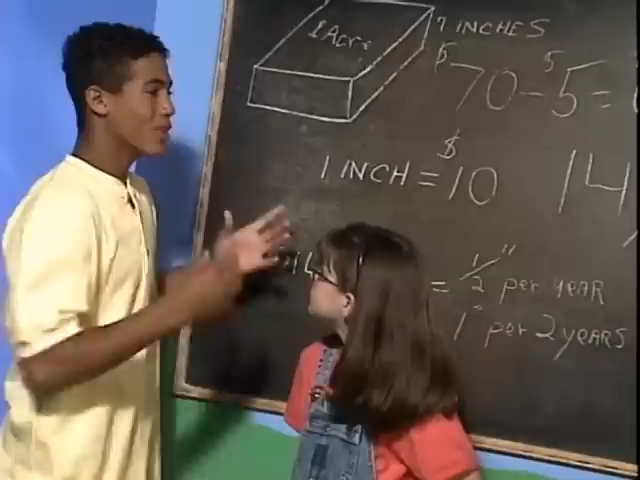 1 Acre
7 INCHES
$70 - $5 =
1 INCH = $10
14,
= 1/2" per YEAR
1" per 2 YEARS